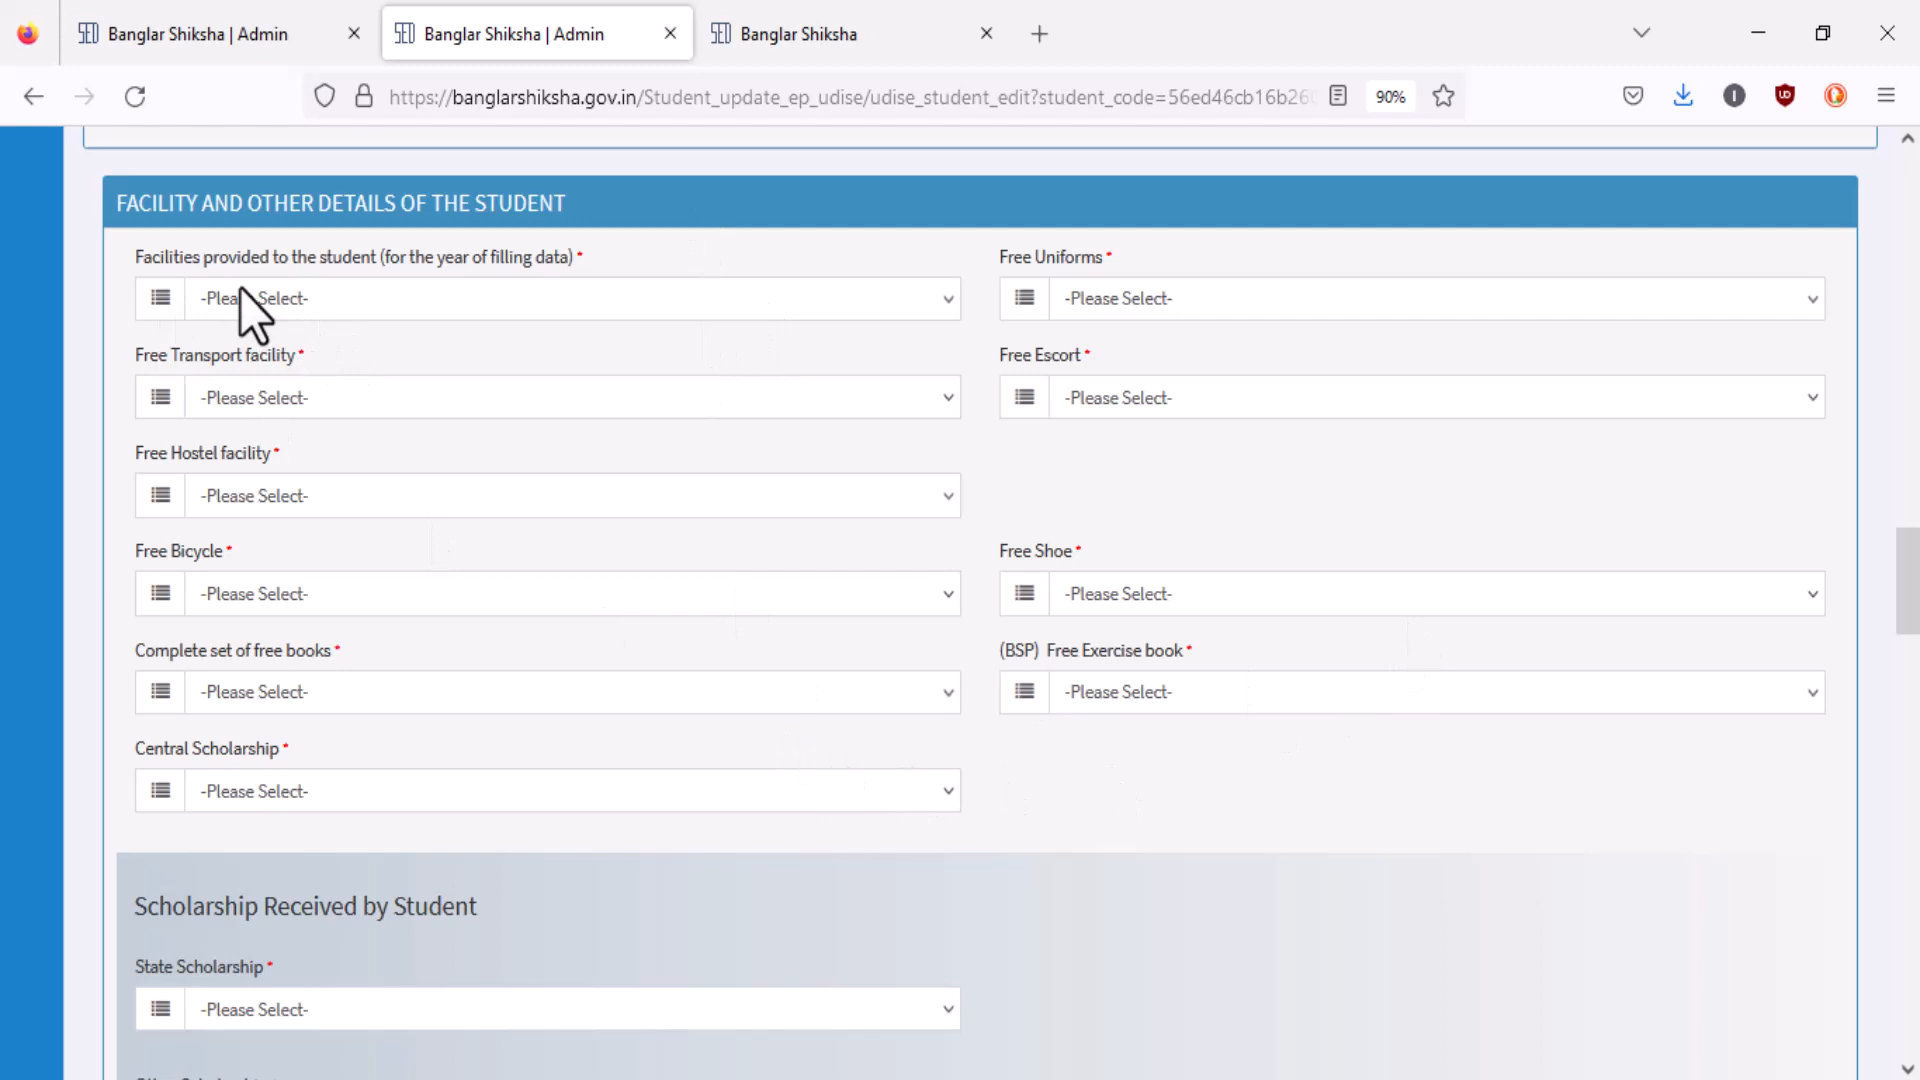 Banglar Shiksha | Admin
Banglar Shiksha | Admin
Banglar Shiksha
https://banglarshiksha.gov.in/Student_update_ep_udise/udise_student_edit?student_code=56ed46cb16b26
90%
FACILITY AND OTHER DETAILS OF THE STUDENT
Facilities provided to the student (for the year of filling data) *
Free Uniforms *
-Please Select-
-Please Select-
Free Transport facility *
Free Escort *
-Please Select-
-Please Select-
Free Hostel facility *
-Please Select-
Free Bicycle *
Free Shoe *
-Please Select-
-Please Select-
Complete set of free books *
(BSP) Free Exercise book *
-Please Select-
-Please Select-
Central Scholarship *
-Please Select-
Scholarship Received by Student
State Scholarship *
-Please Select-